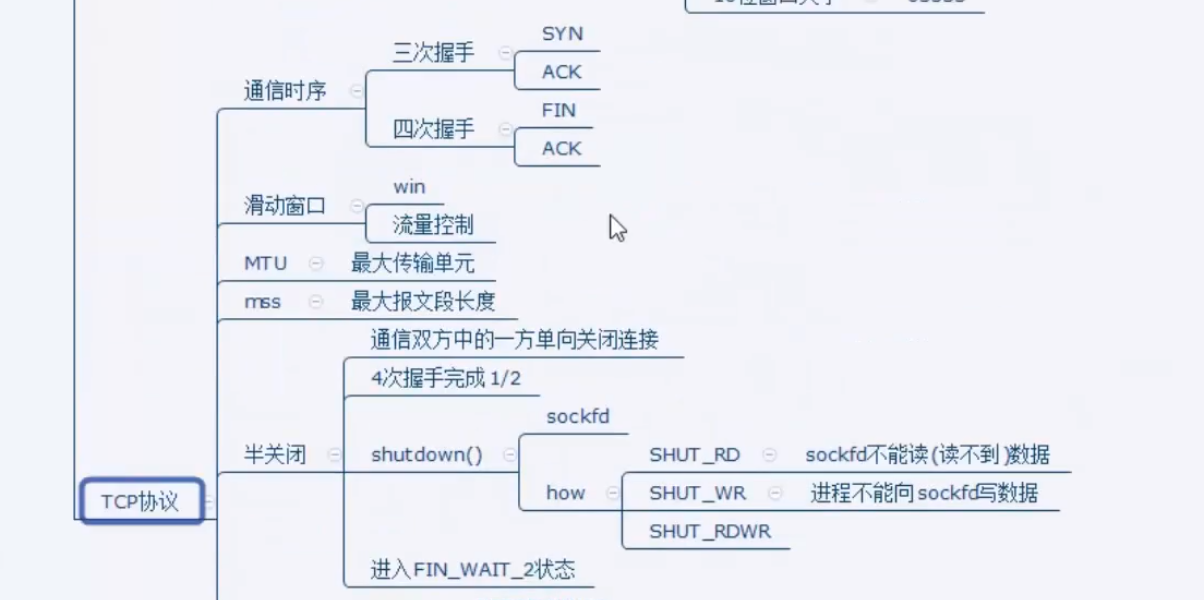 三次握手
SYN
ACK
通信时序
四次握手
FIN
ACK
滑动窗口
win
流量控制
MTU 最大传输单元
mss 最大报文段长度
通信双方中的一方单向关闭连接
4次握手完成 1/2
sockfd
半关闭 shutdown()
SHUT_RD sockfd不能读(读不到)数据
how SHUT_WR 进程不能向sockfd写数据
TCP协议
SHUT_RDWR
进入FIN_WAIT_2状态